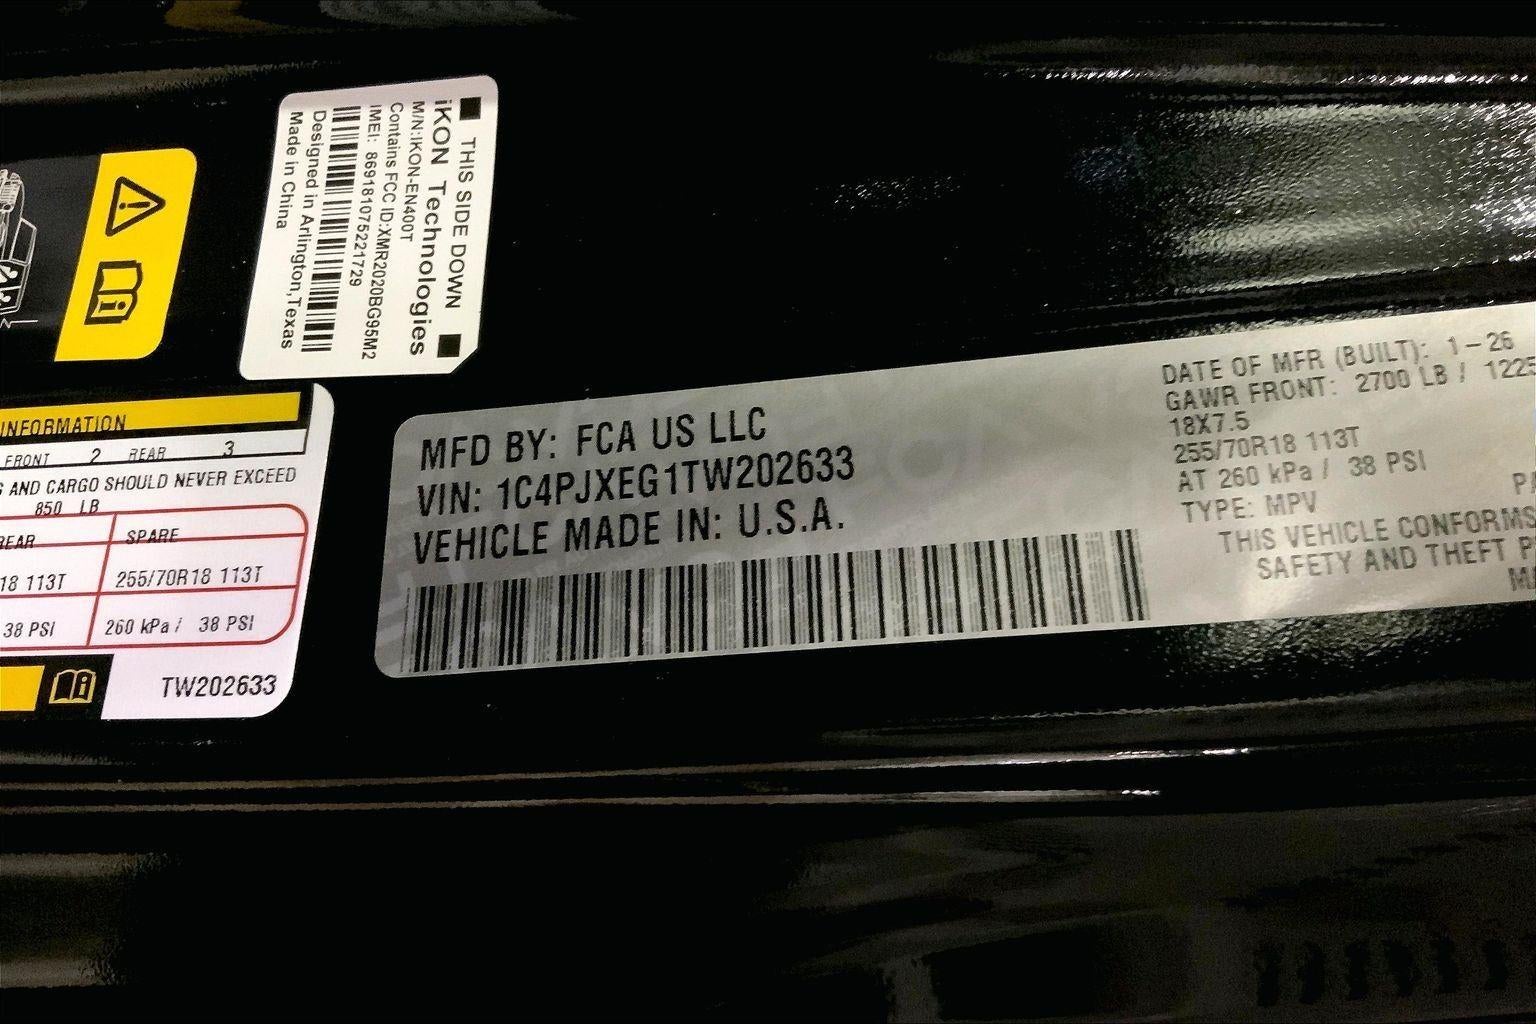 THIS SIDE DOWN
iKON Technologies
M/N:IKON-EN400T
Contains FCC ID:XMR2020BG95M2
IMEI: 869181075221729
Designed in Arlington,Texas
Made in China
INFORMATION
FRONT 2 REAR 3
AND CARGO SHOULD NEVER EXCEED
850 LB
REAR SPARE
18 113T 255/70R18 113T
38 PSI 260 kPa / 38 PSI
TW202633
MFD BY: FCA US LLC
VIN: 1C4PJXEG1TW202633
VEHICLE MADE IN: U.S.A.
DATE OF MFR (BUILT): 1-26
GAWR FRONT: 2700 LB / 1225
18X7.5
255/70R18 113T
AT 260 kPa / 38 PSI
TYPE: MPV
THIS VEHICLE CONFORMS
SAFETY AND THEFT